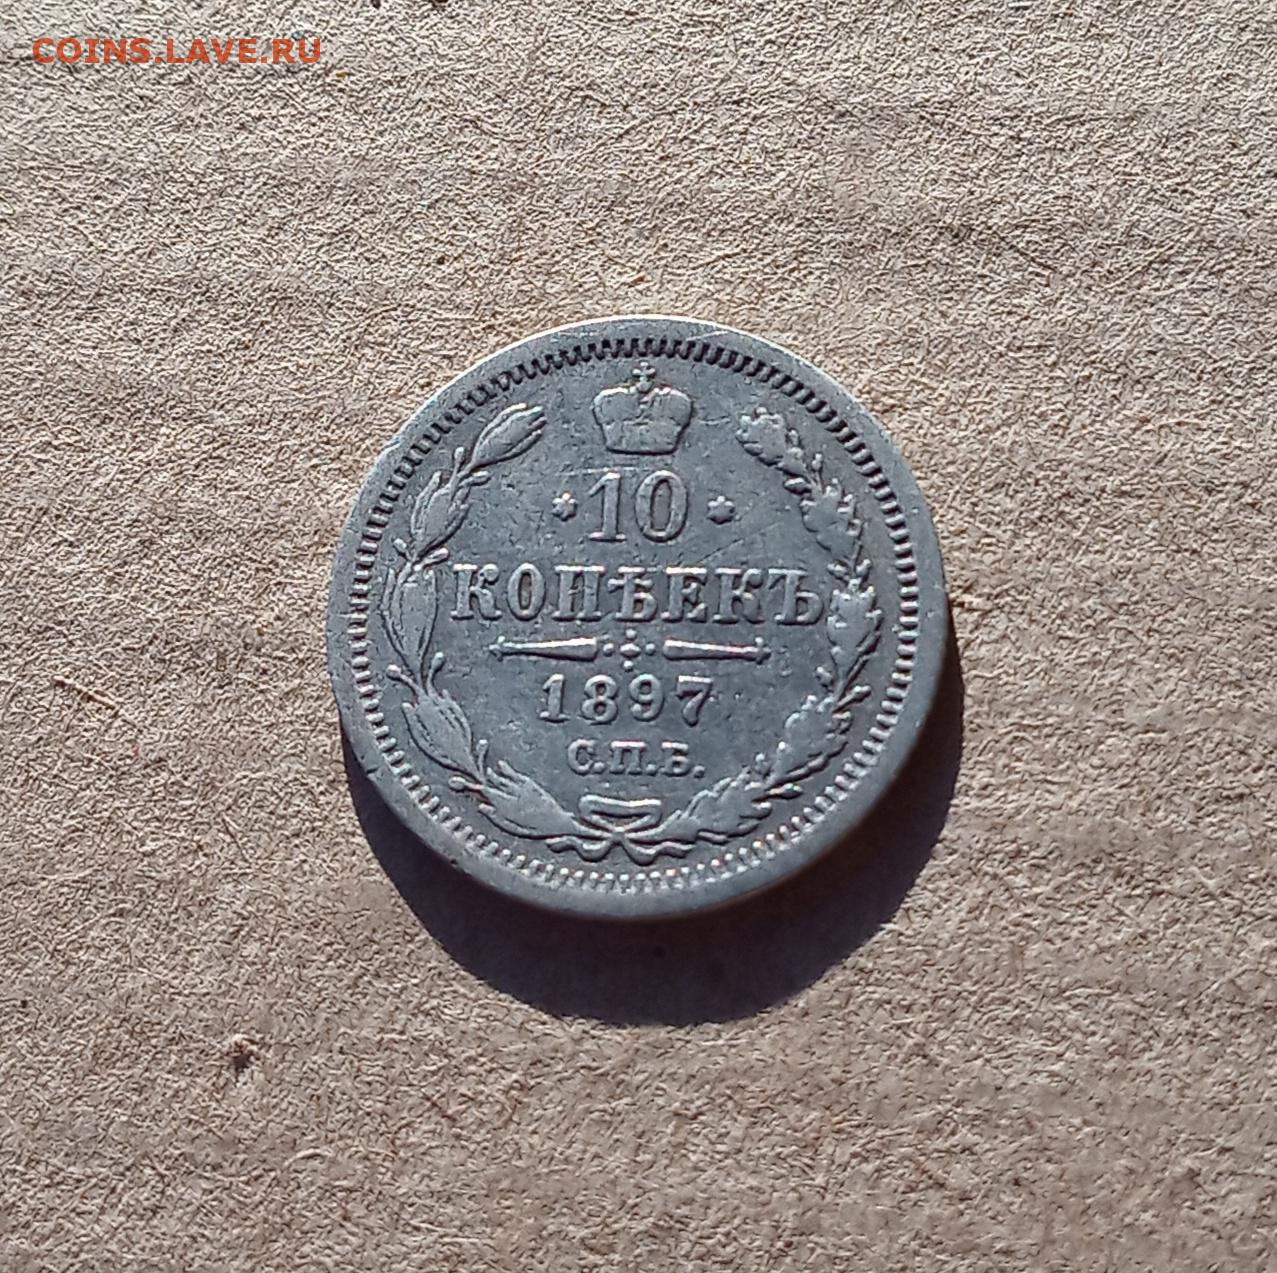 COINS.LAVE.RU
* 10 *
КОПѢЕКЪ
1897
С.П.Б.